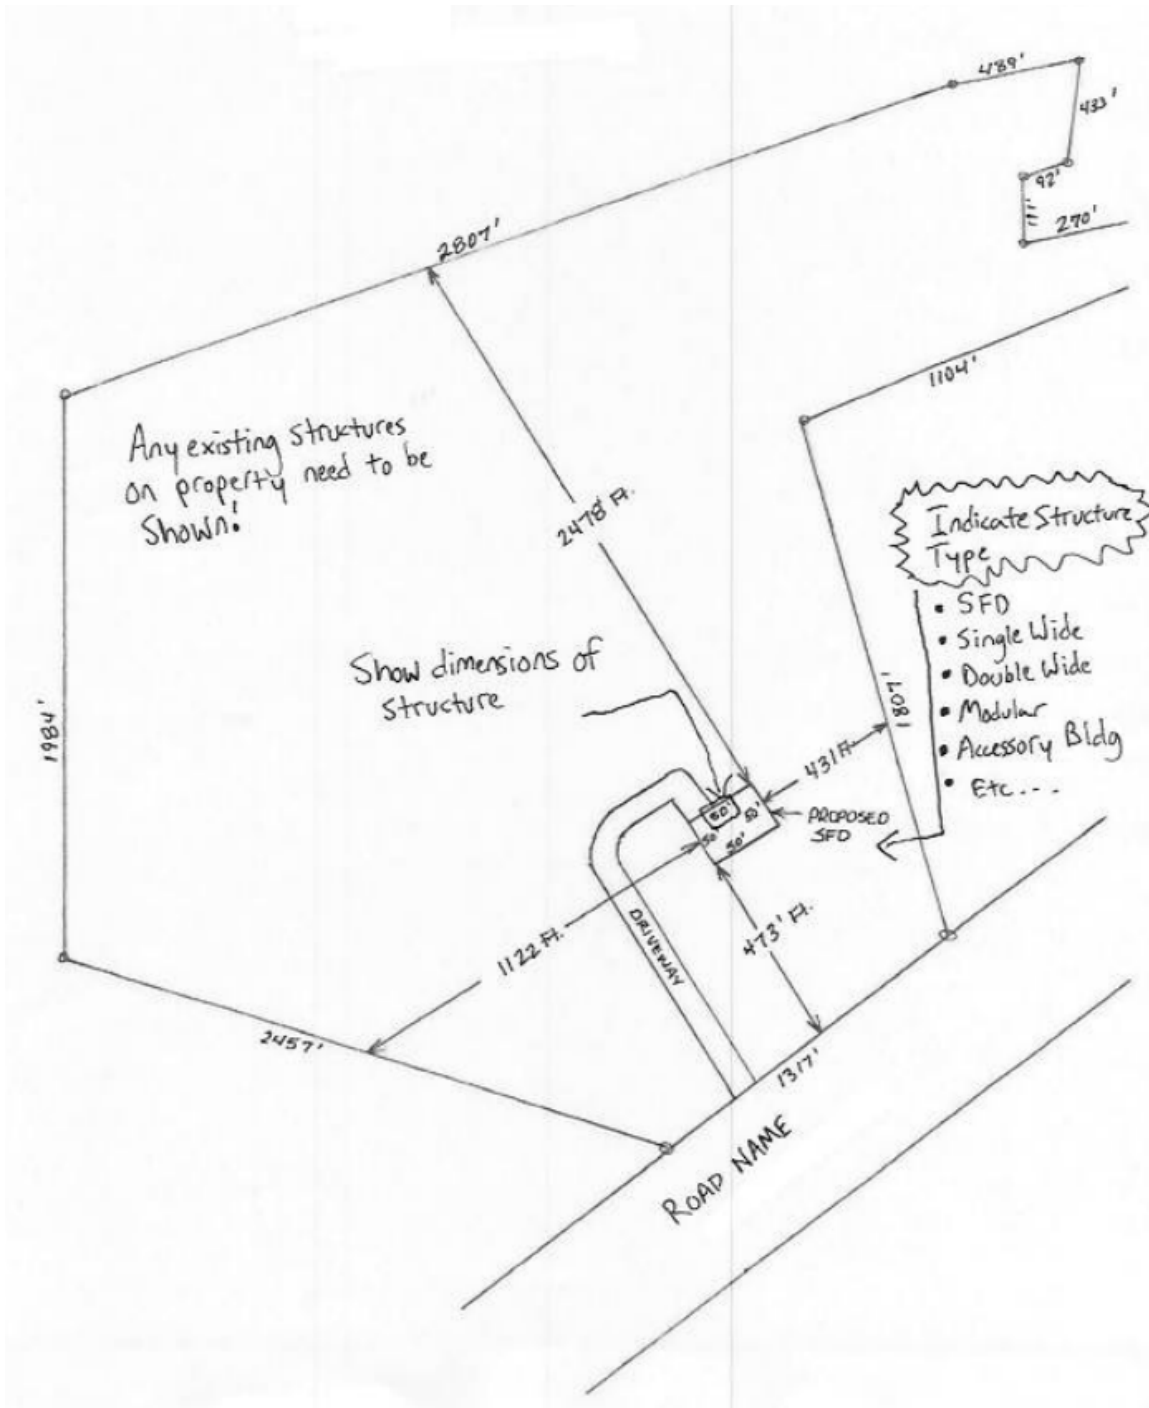 489'
433'
92'
111'
270'
2807'
1104'
Any existing structures
on property need to be
shown!
2478' Ft.
Indicate Structure
Type
• SFD
• Single Wide
• Double Wide
• Modular
• Accessory Bldg
• Etc....
Show dimensions of
structure
1984'
1807'
431 Ft.
50'
50'
50'
50'
PROPOSED
SFD
1122 Ft.
DRIVEWAY
473' Ft.
2457'
1317'
ROAD NAME